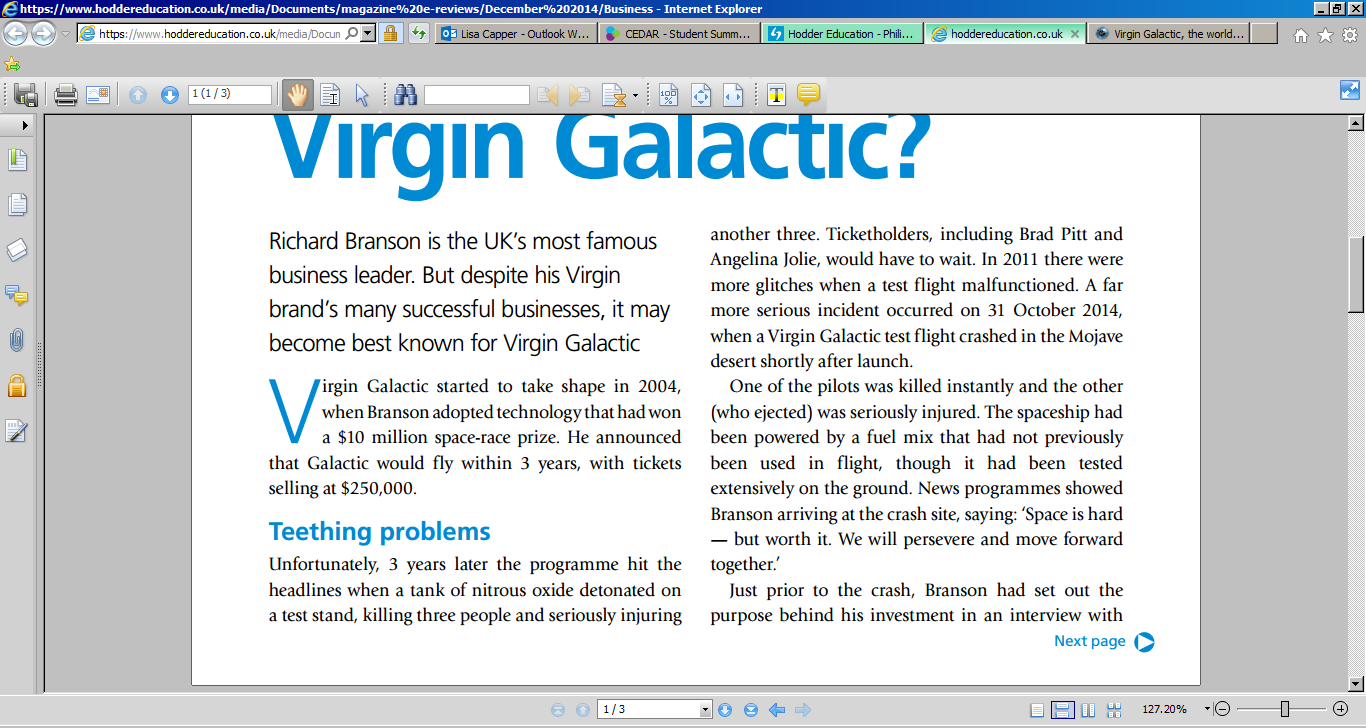 https://www.hoddereducation.co.uk/media/Documents/magazine%20e-reviews/December%202014/Business - Internet Explorer
https://www.hoddereducation.co.uk/media/Docun
Lisa Capper - Outlook W...
CEDAR - Student Summ...
Hodder Education - Phili...
hoddereducation.co.uk
Virgin Galactic, the world...
1 (1 / 3)
100%
Virgin Galactic?
Richard Branson is the UK's most famous
business leader. But despite his Virgin
brand's many successful businesses, it may
become best known for Virgin Galactic
Virgin Galactic started to take shape in 2004,
when Branson adopted technology that had won
a $10 million space-race prize. He announced
that Galactic would fly within 3 years, with tickets
selling at $250,000.
Teething problems
Unfortunately, 3 years later the programme hit the
headlines when a tank of nitrous oxide detonated on
a test stand, killing three people and seriously injuring
another three. Ticketholders, including Brad Pitt and
Angelina Jolie, would have to wait. In 2011 there were
more glitches when a test flight malfunctioned. A far
more serious incident occurred on 31 October 2014,
when a Virgin Galactic test flight crashed in the Mojave
desert shortly after launch.
One of the pilots was killed instantly and the other
(who ejected) was seriously injured. The spaceship had
been powered by a fuel mix that had not previously
been used in flight, though it had been tested
extensively on the ground. News programmes showed
Branson arriving at the crash site, saying: 'Space is hard
— but worth it. We will persevere and move forward
together.'
Just prior to the crash, Branson had set out the
purpose behind his investment in an interview with
Next page
1 / 3
127.20%